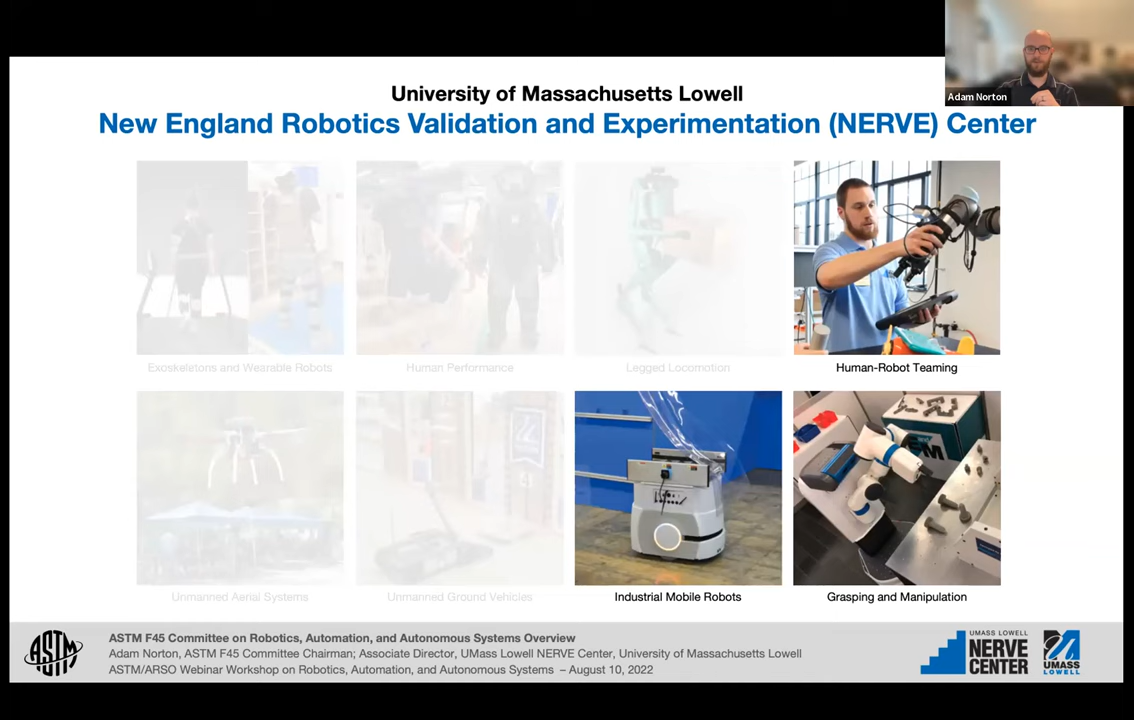 Adam Norton
University of Massachusetts Lowell
New England Robotics Validation and Experimentation (NERVE) Center
Exoskeletons and Wearable Robots
Human Performance
Legged Locomotion
Human-Robot Teaming
Unmanned Aerial Systems
Unmanned Ground Vehicles
Industrial Mobile Robots
Grasping and Manipulation
ASTM
ASTM F45 Committee on Robotics, Automation, and Autonomous Systems Overview
Adam Norton, ASTM F45 Committee Chairman; Associate Director, UMass Lowell NERVE Center, University of Massachusetts Lowell
ASTM/ARSO Webinar Workshop on Robotics, Automation, and Autonomous Systems – August 10, 2022
UMASS LOWELL
NERVE
CENTER
UMASS
LOWELL